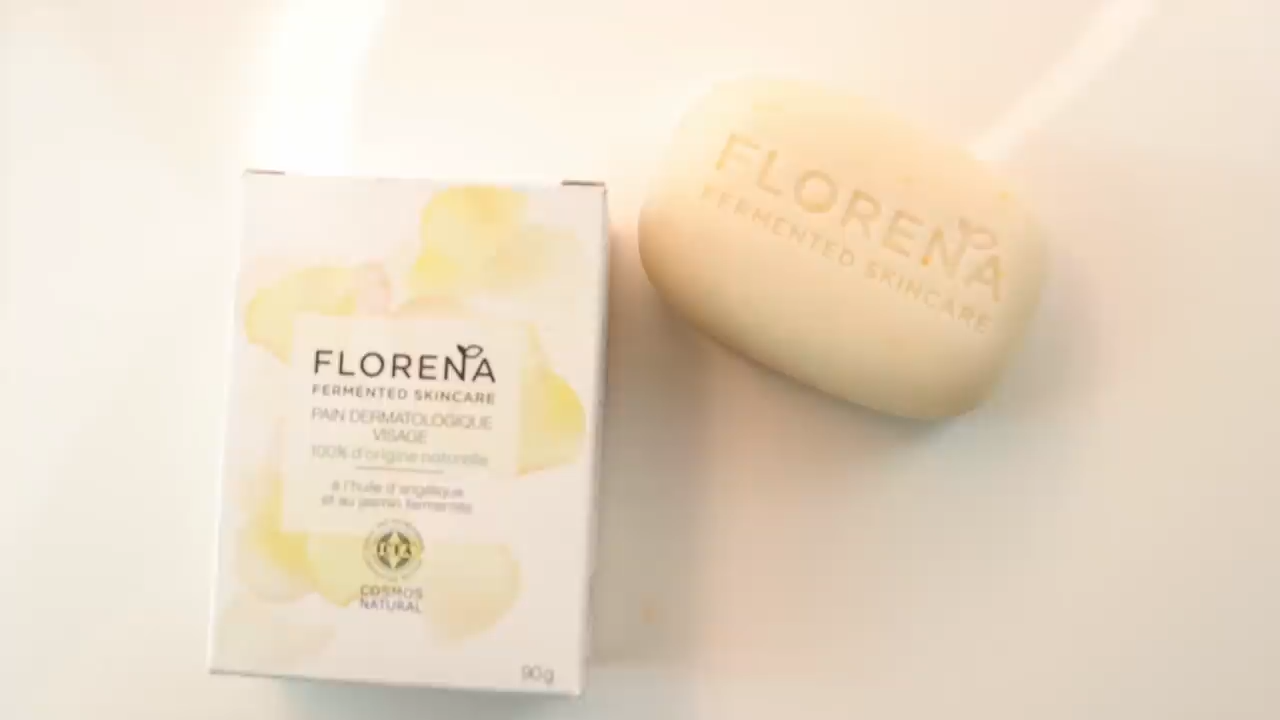 FLORENA
FERMENTED SKINCARE
PAIN DERMATOLOGIQUE
VISAGE
100% d'origine naturelle
à l'huile d'angélique
et au jasmin fermentés
COSMOS
NATURAL
90g
FLORENA
FERMENTED SKINCARE